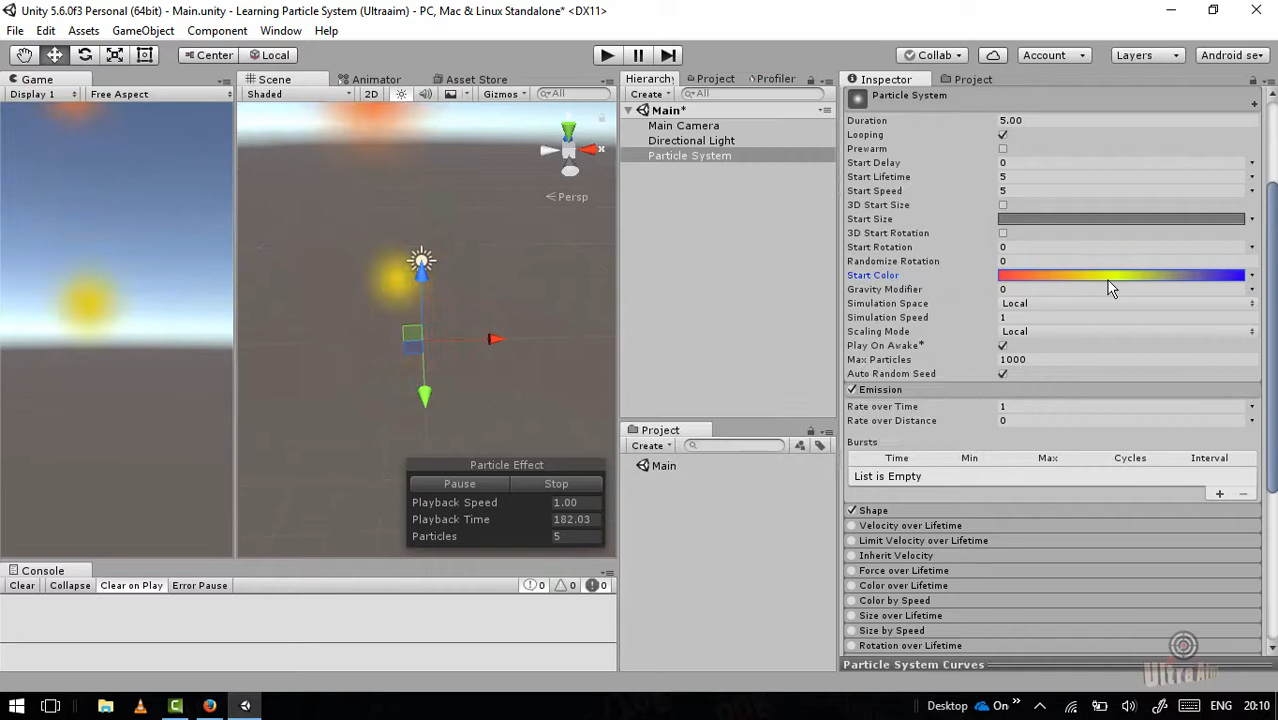 Unity 5.6.0f3 Personal (64bit) - Main.unity - Learning Particle System (Ultraaim) - PC, Mac & Linux Standalone* <DX11>
File Edit Assets GameObject Component Window Help
Center Local Collab Account Layers Android se
Game Scene Animator Asset Store Hierarchy Project Profiler Inspector Project
Display 1 Free Aspect Shaded 2D Gizmos All Create All
Particle System
Main*
Main Camera
Directional Light
Particle System
x
Persp
Duration 5.00
Looping
Prewarm
Start Delay 0
Start Lifetime 5
Start Speed 5
3D Start Size
Start Size
3D Start Rotation
Start Rotation 0
Randomize Rotation 0
Start Color
Gravity Modifier 0
Simulation Space Local
Simulation Speed 1
Scaling Mode Local
Play On Awake*
Max Particles 1000
Auto Random Seed
Emission
Rate over Time 1
Rate over Distance 0
Bursts
Time Min Max Cycles Interval
List is Empty
+ −
Shape
Velocity over Lifetime
Limit Velocity over Lifetime
Inherit Velocity
Force over Lifetime
Color over Lifetime
Color by Speed
Size over Lifetime
Size by Speed
Rotation over Lifetime
Particle System Curves
Project
Create
Main
Particle Effect
Pause Stop
Playback Speed 1.00
Playback Time 182.03
Particles 5
Console
Clear Collapse Clear on Play Error Pause 0 0 0
Desktop On ENG 20:10